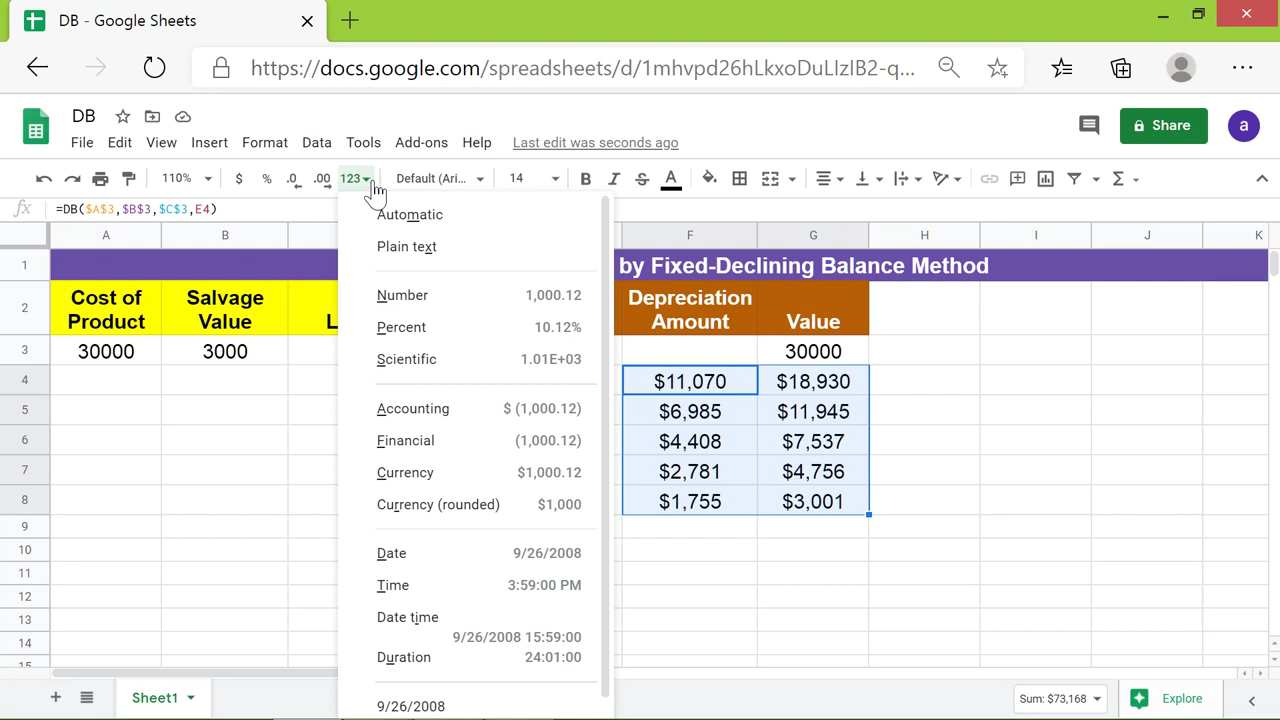 DB - Google Sheets
https://docs.google.com/spreadsheets/d/1mhvpd26hLkxoDuLIzIB2-q...
DB
File Edit View Insert Format Data Tools Add-ons Help Last edit was seconds ago
Share
a
110% $ % .0 .00 123 Default (Ari... 14 B I S A
fx =DB($A$3,$B$3,$C$3,E4)
A B F G H I J K
1 by Fixed-Declining Balance Method
2 Cost of Product Salvage Value L Depreciation Amount Value
3 30000 3000 30000
4 $11,070 $18,930
5 $6,985 $11,945
6 $4,408 $7,537
7 $2,781 $4,756
8 $1,755 $3,001
9
10
11
12
13
14
15
Automatic
Plain text
Number 1,000.12
Percent 10.12%
Scientific 1.01E+03
Accounting $ (1,000.12)
Financial (1,000.12)
Currency $1,000.12
Currency (rounded) $1,000
Date 9/26/2008
Time 3:59:00 PM
Date time
9/26/2008 15:59:00
Duration 24:01:00
9/26/2008
Sheet1 Sum: $73,168 Explore